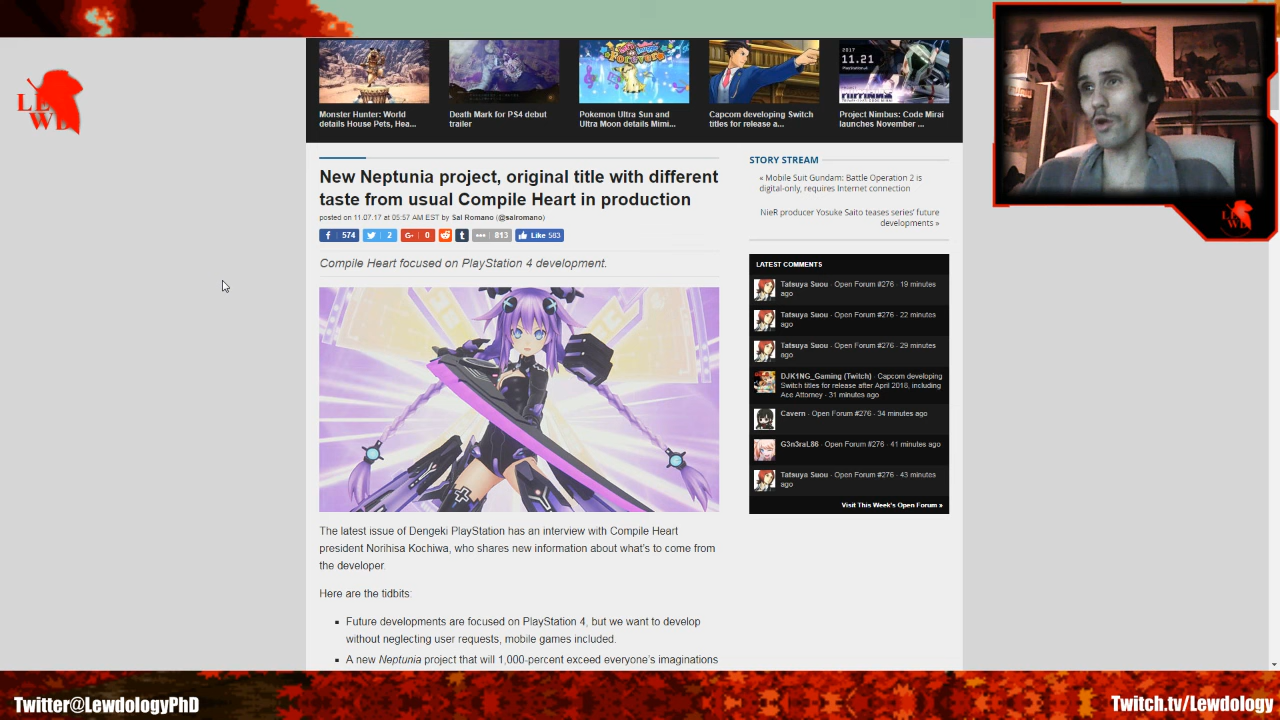 Monster Hunter: World
details House Pets, Hea...
Death Mark for PS4 debut
trailer
Pokemon Ultra Sun and
Ultra Moon details Mimi...
Capcom developing Switch
titles for release a...
2017
11.21
Project Nimbus: Code Mirai
launches November ...
New Neptunia project, original title with different
taste from usual Compile Heart in production
posted on 11.07.17 at 05:57 AM EST by Sal Romano (@salromano)
574
2
G+ 0
813
Like 583
Compile Heart focused on PlayStation 4 development.
The latest issue of Dengeki PlayStation has an interview with Compile Heart
president Norihisa Kochiwa, who shares new information about what's to come from
the developer.
Here are the tidbits:
Future developments are focused on PlayStation 4, but we want to develop
without neglecting user requests, mobile games included.
A new Neptunia project that will 1,000-percent exceed everyone's imaginations
STORY STREAM
« Mobile Suit Gundam: Battle Operation 2 is
digital-only, requires Internet connection
NieR producer Yosuke Saito teases series' future
developments »
LATEST COMMENTS
Tatsuya Suou · Open Forum #276 · 19 minutes
ago
Tatsuya Suou · Open Forum #276 · 22 minutes
ago
Tatsuya Suou · Open Forum #276 · 29 minutes
ago
DJK1NG_Gaming (Twitch) · Capcom developing
Switch titles for release after April 2018, including
Ace Attorney · 31 minutes ago
Cavern · Open Forum #276 · 34 minutes ago
G3n3raL86 · Open Forum #276 · 41 minutes ago
Tatsuya Suou · Open Forum #276 · 43 minutes
ago
Visit This Week's Open Forum »
Twitter@LewdologyPhD
Twitch.tv/Lewdology